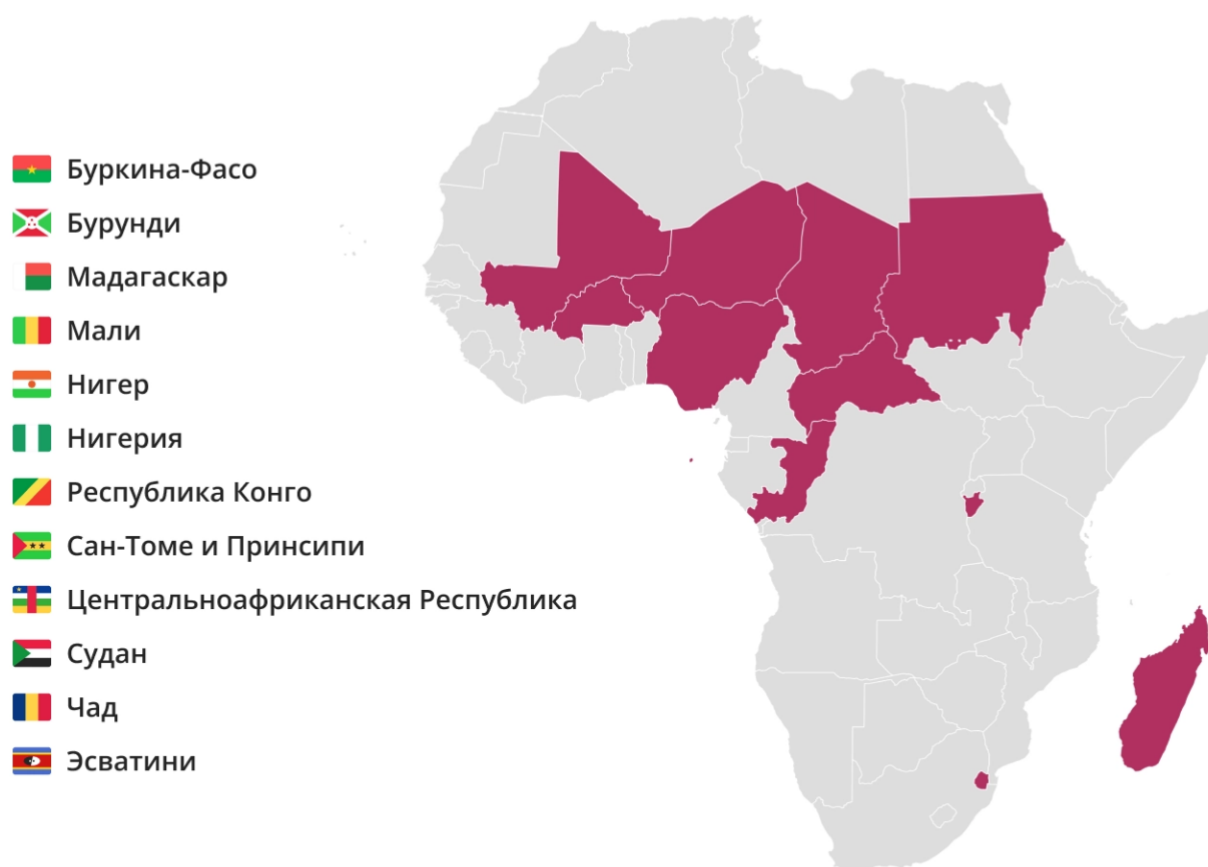 Буркина-Фасо
Бурунди
Мадагаскар
Мали
Нигер
Нигерия
Республика Конго
Сан-Томе и Принсипи
Центральноафриканская Республика
Судан
Чад
Эсватини